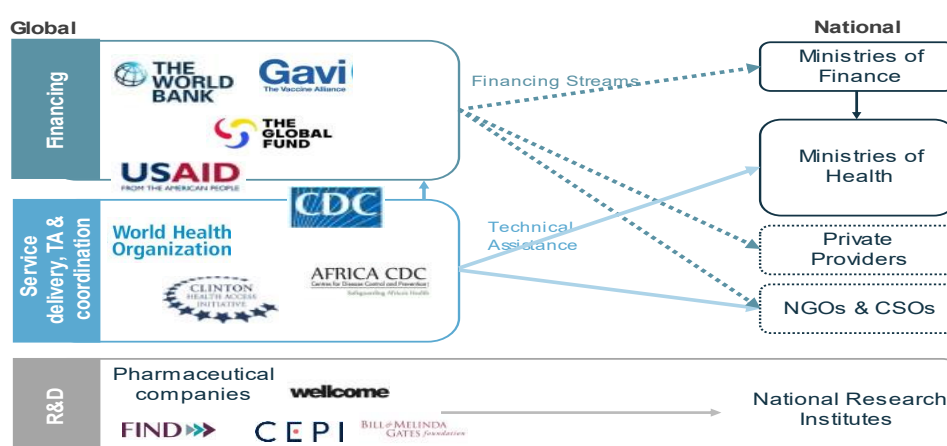 Global
National
Financing
THE
WORLD
BANK
Gavi
The Vaccine Alliance
THE
GLOBAL
FUND
USAID
FROM THE AMERICAN PEOPLE
Financing Streams
Ministries of
Finance
Ministries of
Health
Private
Providers
NGOs & CSOs
Service
delivery, TA &
coordination
CDC
World Health
Organization
CLINTON
HEALTH ACCESS
INITIATIVE
AFRICA CDC
Centres for Disease Control and Prevention
Safeguarding Africa's Health
Technical
Assistance
R&D
Pharmaceutical
companies
wellcome
FIND
CEPI
BILL & MELINDA
GATES foundation
National Research
Institutes